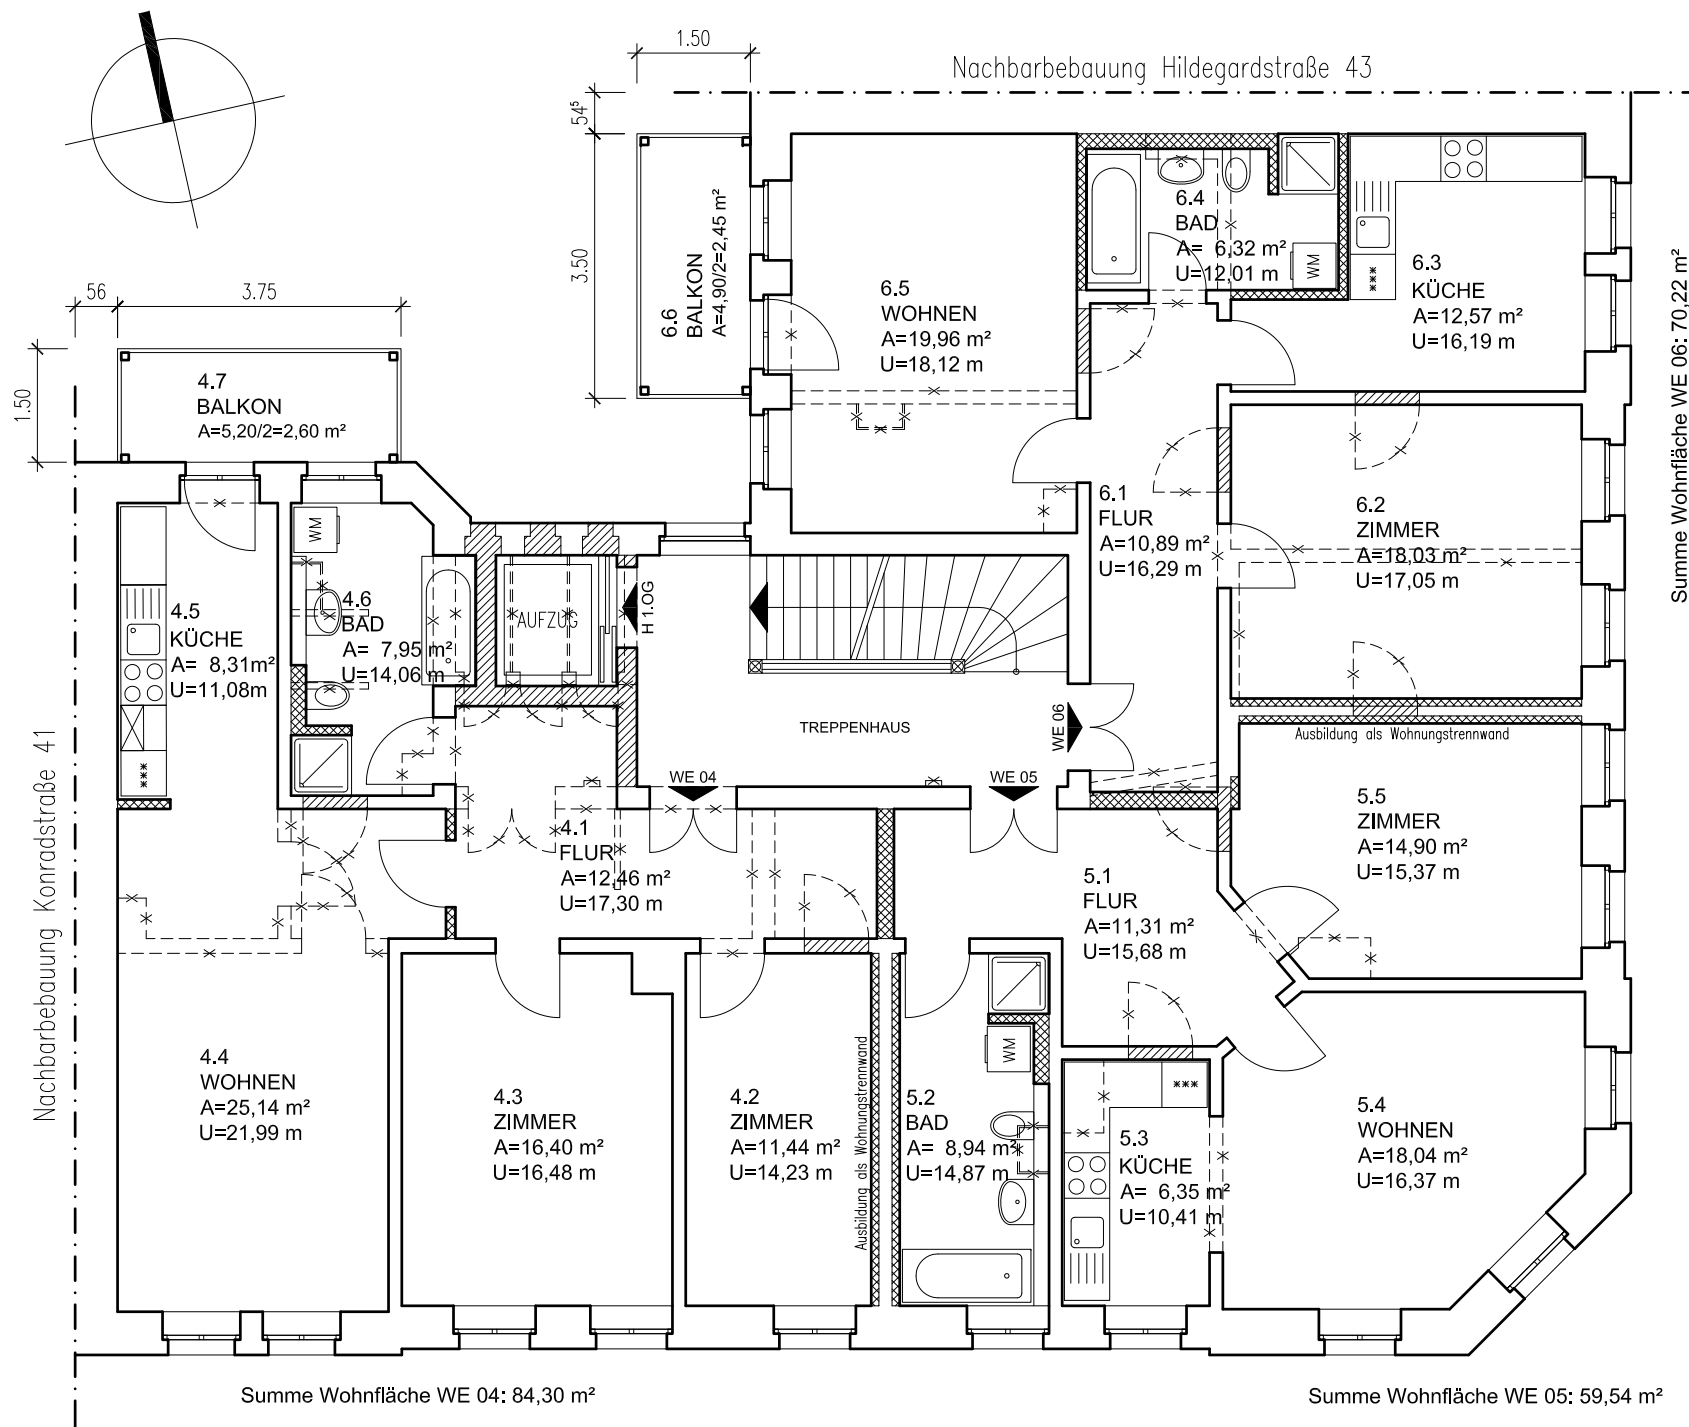 1.50
Nachbarbebauung Hildegardstraße 43
54⁵
3.50
6.6
BALKON
A=4,90/2=2,45 m²
6.5
WOHNEN
A=19,96 m²
U=18,12 m
6.4
BAD
A= 6,32 m²
U=12,01 m
WM
6.3
KÜCHE
A=12,57 m²
U=16,19 m
***
Summe Wohnfläche WE 06: 70,22 m²
56
3.75
1.50
4.7
BALKON
A=5,20/2=2,60 m²
6.1
FLUR
A=10,89 m²
U=16,29 m
6.2
ZIMMER
A=18,03 m²
U=17,05 m
WM
4.5
KÜCHE
A= 8,31m²
U=11,08m
***
4.6
BAD
A= 7,95 m²
U=14,06 m
AUFZUG
H 1.OG
TREPPENHAUS
WE 06
WE 04
WE 05
Ausbildung als Wohnungstrennwand
5.5
ZIMMER
A=14,90 m²
U=15,37 m
Nachbarbebauung Konradstraße 41
4.1
FLUR
A=12,46 m²
U=17,30 m
5.1
FLUR
A=11,31 m²
U=15,68 m
4.4
WOHNEN
A=25,14 m²
U=21,99 m
4.3
ZIMMER
A=16,40 m²
U=16,48 m
4.2
ZIMMER
A=11,44 m²
U=14,23 m
Ausbildung als Wohnungstrennwand
WM
5.2
BAD
A= 8,94 m²
U=14,87 m
***
5.3
KÜCHE
A= 6,35 m²
U=10,41 m
5.4
WOHNEN
A=18,04 m²
U=16,37 m
Summe Wohnfläche WE 04: 84,30 m²
Summe Wohnfläche WE 05: 59,54 m²